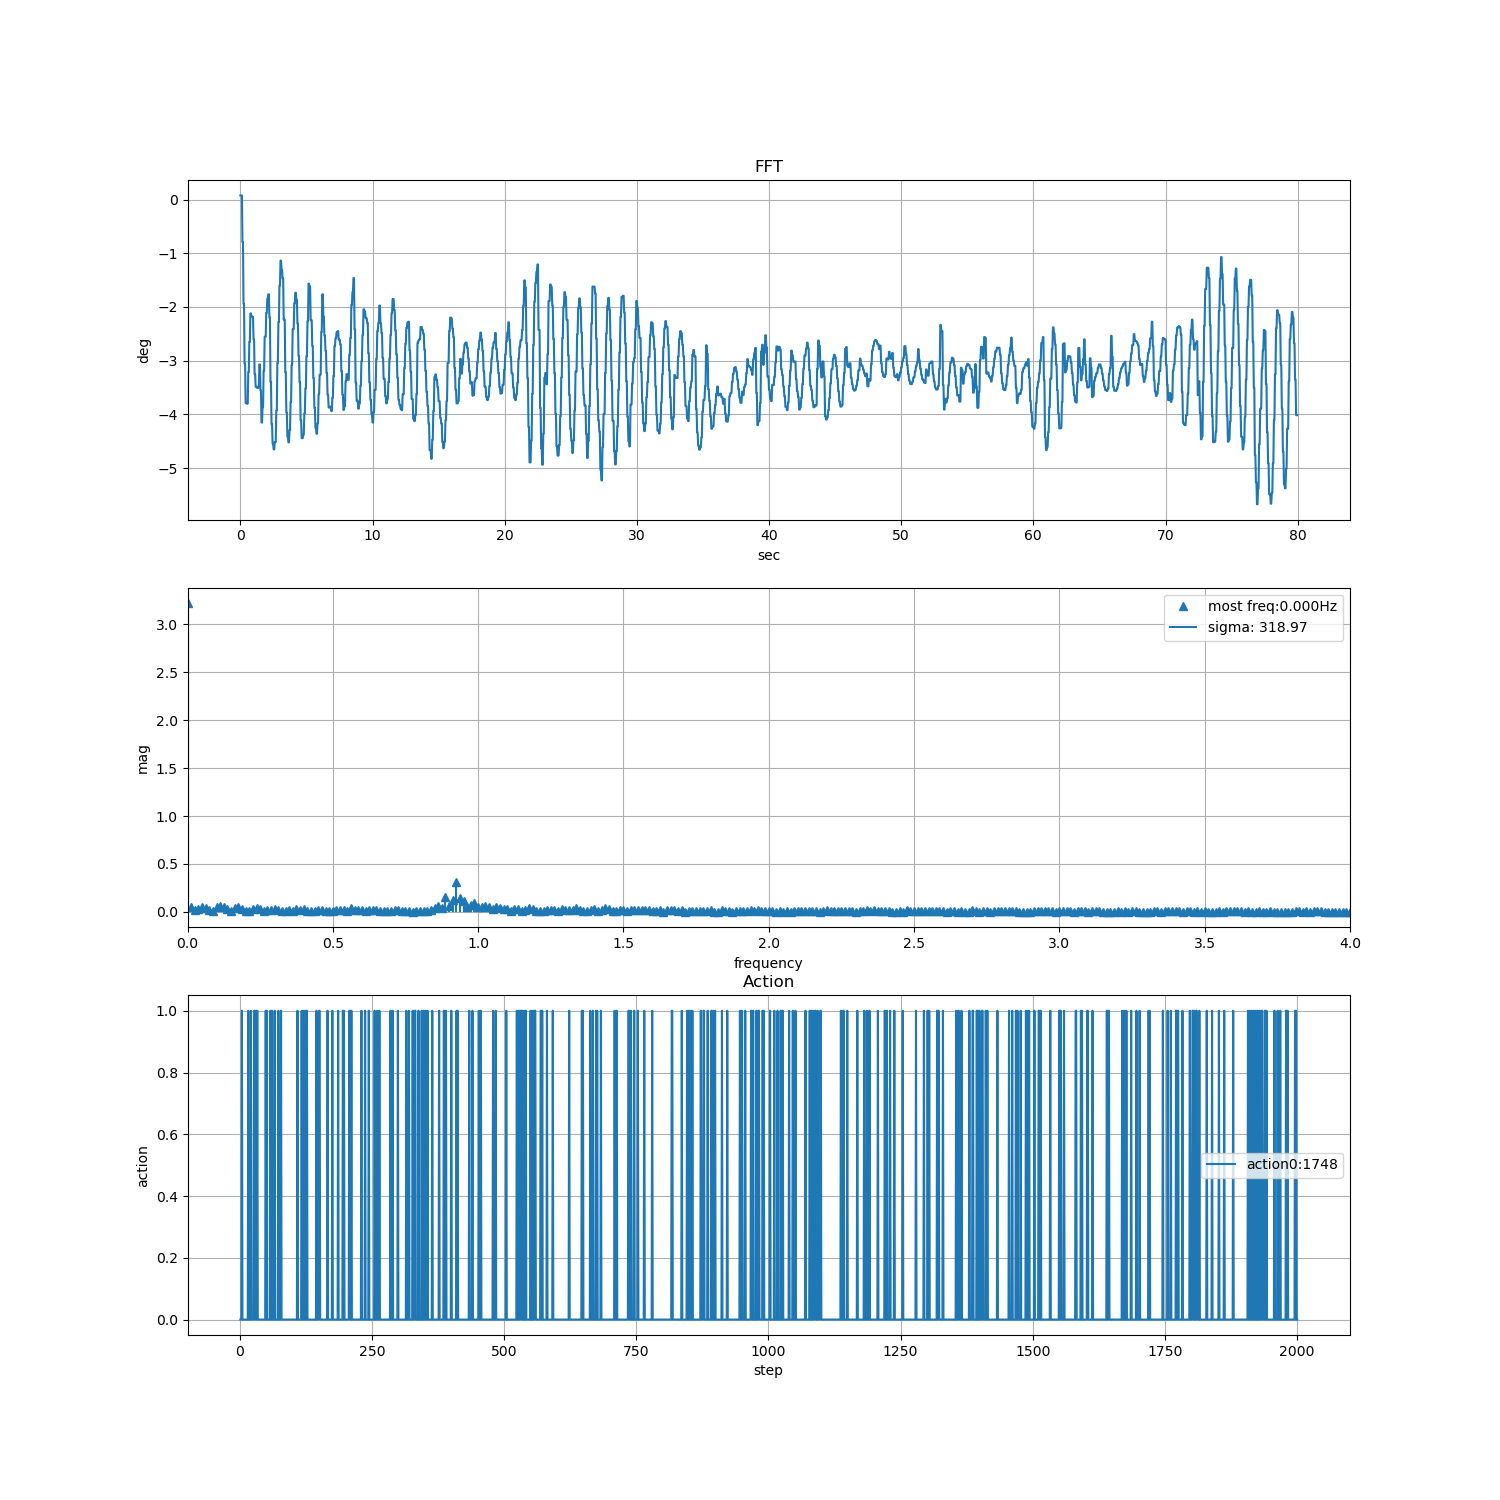 FFT
0
−1
−2
−3
−4
−5
deg
0 10 20 30 40 50 60 70 80
sec
most freq:0.000Hz
sigma: 318.97
3.0
2.5
2.0
1.5
1.0
0.5
0.0
mag
0.0 0.5 1.0 1.5 2.0 2.5 3.0 3.5 4.0
frequency
Action
1.0
0.8
0.6
0.4
0.2
0.0
action
action0:1748
0 250 500 750 1000 1250 1500 1750 2000
step